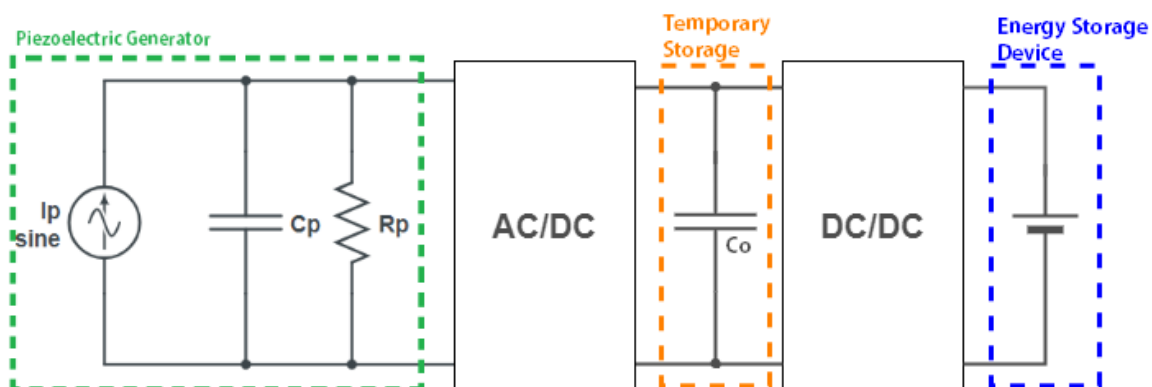 Piezoelectric Generator
Temporary
Storage
Energy Storage
Device
Ip
sine
Cp
Rp
AC/DC
Co
DC/DC